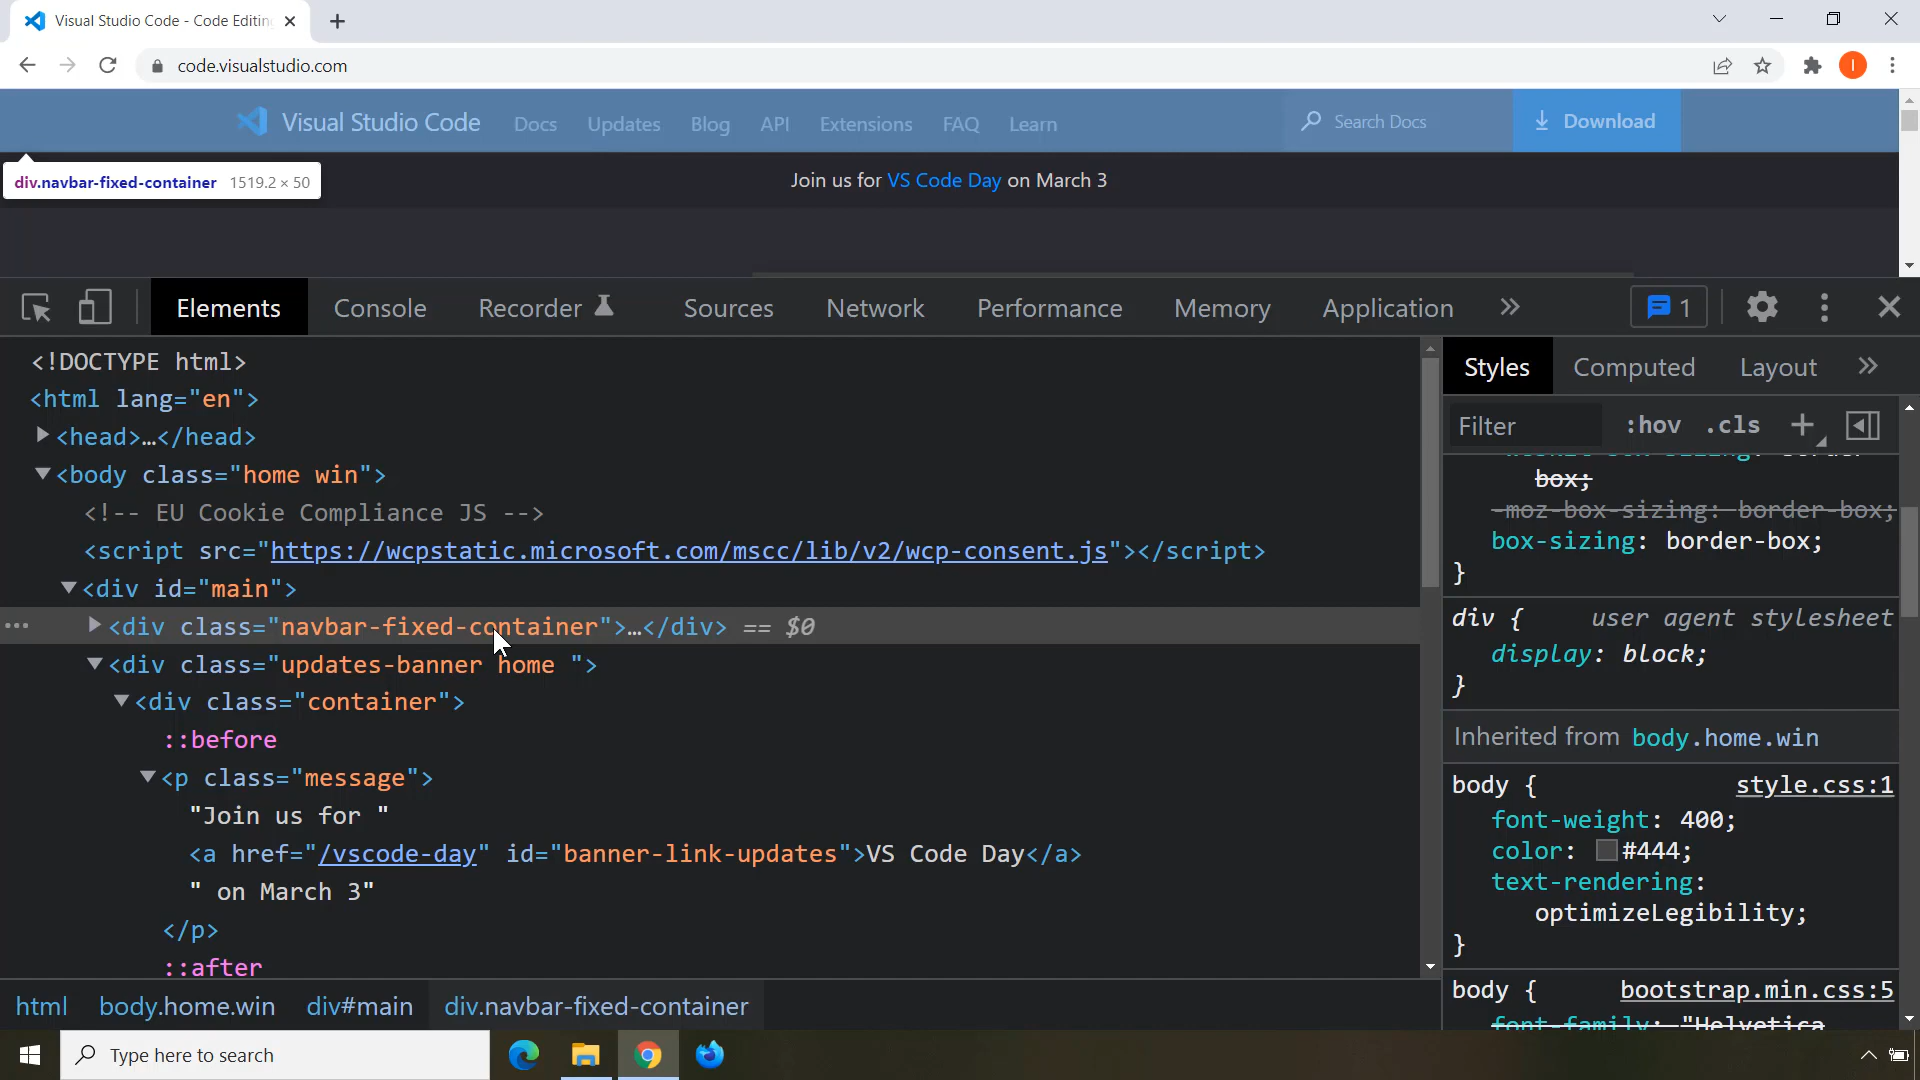 Visual Studio Code - Code Editin
code.visualstudio.com
Visual Studio Code Docs Updates Blog API Extensions FAQ Learn Search Docs Download
div.navbar-fixed-container 1519.2 × 50
Join us for VS Code Day on March 3
Elements Console Recorder Sources Network Performance Memory Application » 1
<!DOCTYPE html>
<html lang="en">
<head>…</head>
<body class="home win">
<!-- EU Cookie Compliance JS -->
<script src="https://wcpstatic.microsoft.com/mscc/lib/v2/wcp-consent.js"></script>
<div id="main">
<div class="navbar-fixed-container">…</div> == $0
<div class="updates-banner home ">
<div class="container">
::before
<p class="message">
"Join us for "
<a href="/vscode-day" id="banner-link-updates">VS Code Day</a>
" on March 3"
</p>
::after
html body.home.win div#main div.navbar-fixed-container
Styles Computed Layout »
Filter :hov .cls +
box;
-moz-box-sizing: border-box;
box-sizing: border-box;
}
div { user agent stylesheet
display: block;
}
Inherited from body.home.win
body { style.css:1
font-weight: 400;
color: #444;
text-rendering:
optimizeLegibility;
}
body { bootstrap.min.css:5
font-family: "Helvetica
Type here to search
I